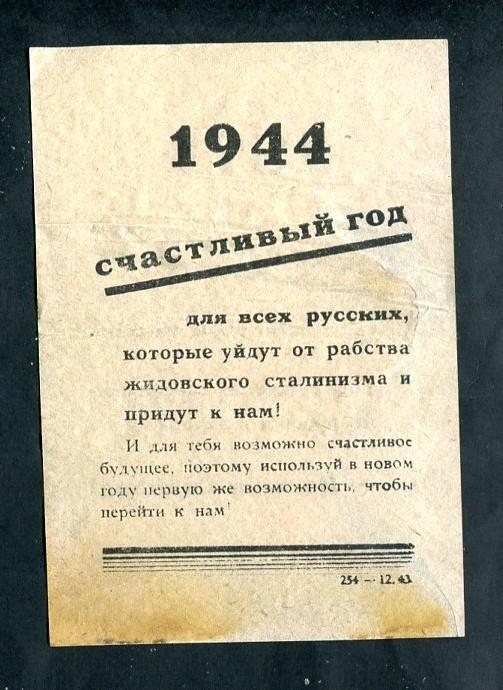 1944
счастливый год
для всех русских,
которые уйдут от рабства
жидовского сталинизма и
придут к нам!
И для тебя возможно счастливое
будущее, поэтому используй в новом
году первую же возможность, чтобы
перейти к нам!
254 — 12. 43